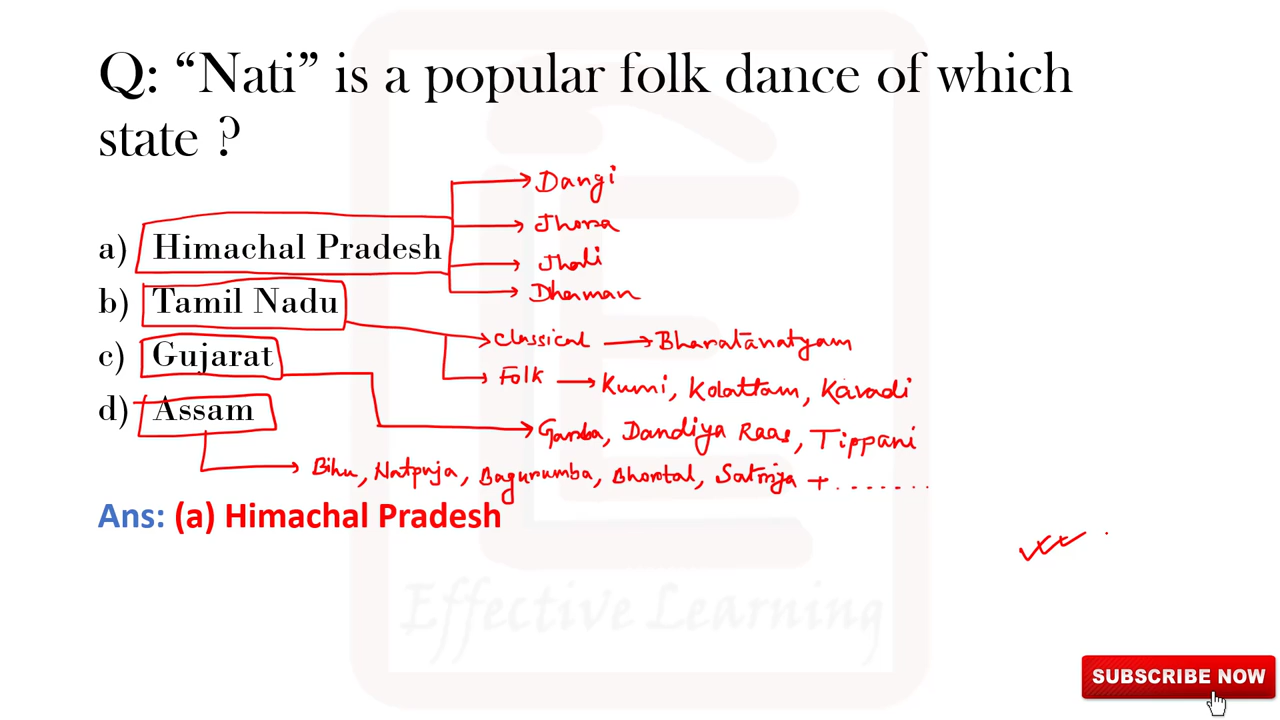 Q: “Nati” is a popular folk dance of which
state ?
Dangi
a) Himachal Pradesh
Jhora
Jhali
Dharman
b) Tamil Nadu
Classical → Bharatanatyam
c) Gujarat
Folk → Kumi, Kolattam, Kavadi
d) Assam
Garba, Dandiya Raas, Tippani
Bihu, Natpuja, Bagurumba, Bhortal, Satriya + ........
Ans: (a) Himachal Pradesh
Effective Learning
SUBSCRIBE NOW